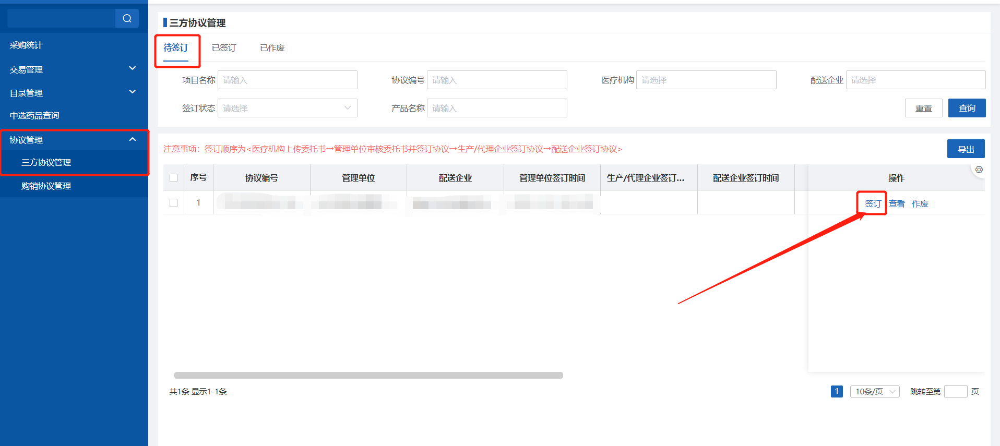 采购统计
交易管理
目录管理
中选药品查询
协议管理
三方协议管理
购销协议管理
三方协议管理
待签订 已签订 已作废
项目名称 请输入 协议编号 请输入 医疗机构 请选择 配送企业 请选择
签订状态 请选择 产品名称 请输入 重置 查询
注意事项：签订顺序为<医疗机构上传委托书→管理单位审核委托书并签订协议→生产/代理企业签订协议→配送企业签订协议> 导出
序号 协议编号 管理单位 配送企业 管理单位签订时间 生产/代理企业签订... 配送企业签订时间 操作
1 签订 查看 作废
共1条 显示1-1条 1 10条/页 跳转至第 页